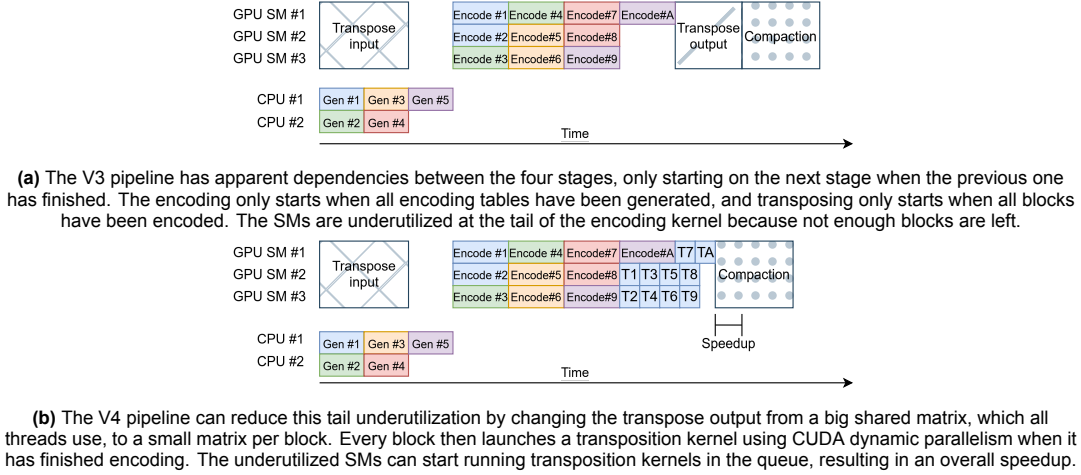 GPU SM #1
GPU SM #2
GPU SM #3
Transpose
input
Encode #1 Encode #4 Encode#7 Encode#A
Encode #2 Encode#5 Encode#8
Encode #3 Encode#6 Encode#9
Transpose
output
Compaction
CPU #1
CPU #2
Gen #1 Gen #3 Gen #5
Gen #2 Gen #4
Time
(a) The V3 pipeline has apparent dependencies between the four stages, only starting on the next stage when the previous one
has finished. The encoding only starts when all encoding tables have been generated, and transposing only starts when all blocks
have been encoded. The SMs are underutilized at the tail of the encoding kernel because not enough blocks are left.
GPU SM #1
GPU SM #2
GPU SM #3
Transpose
input
Encode #1 Encode #4 Encode#7 Encode#A T7 TA
Encode #2 Encode#5 Encode#8 T1 T3 T5 T8
Encode #3 Encode#6 Encode#9 T2 T4 T6 T9
Compaction
Speedup
CPU #1
CPU #2
Gen #1 Gen #3 Gen #5
Gen #2 Gen #4
Time
(b) The V4 pipeline can reduce this tail underutilization by changing the transpose output from a big shared matrix, which all
threads use, to a small matrix per block. Every block then launches a transposition kernel using CUDA dynamic parallelism when it
has finished encoding. The underutilized SMs can start running transposition kernels in the queue, resulting in an overall speedup.